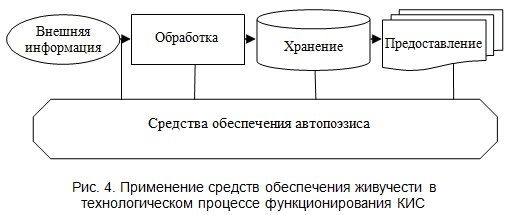 Внешняя
информация
Обработка
Хранение
Предоставление
Средства обеспечения автопоэзиса
Рис. 4. Применение средств обеспечения живучести в
технологическом процессе функционирования КИС